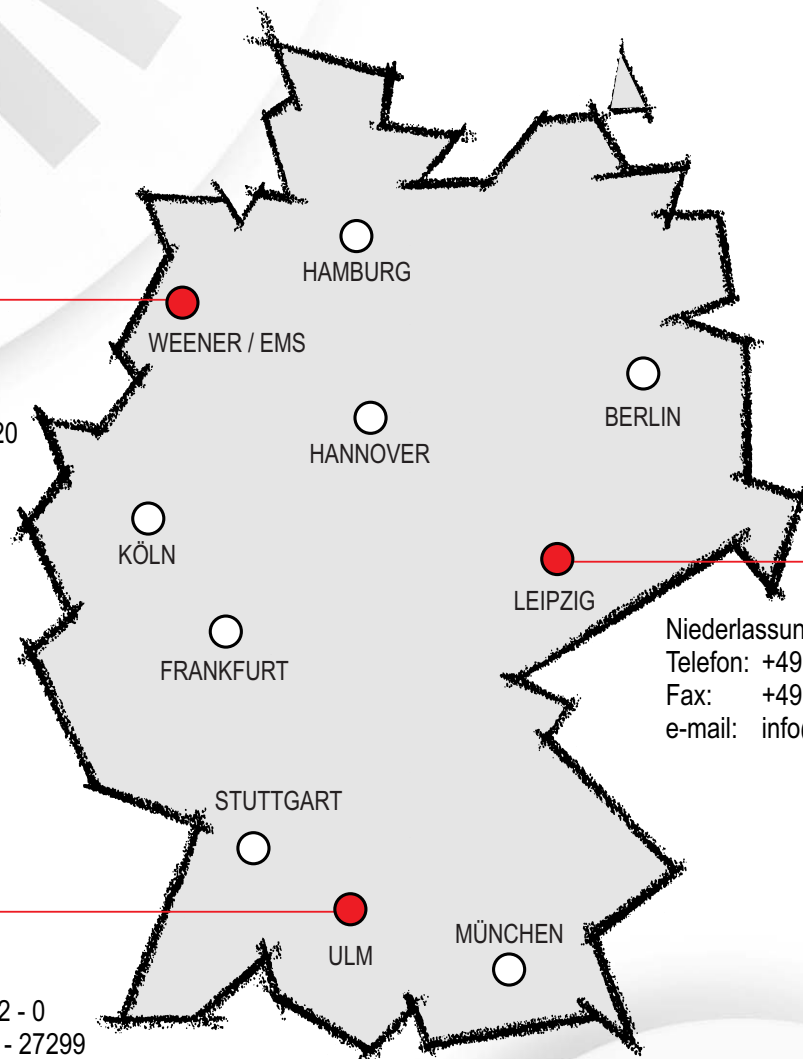 HAMBURG
WEENER / EMS
BERLIN
20
HANNOVER
KÖLN
LEIPZIG
Niederlassun
Telefon: +49
Fax: +49
e-mail: info
FRANKFURT
STUTTGART
ULM
MÜNCHEN
2 - 0
- 27299